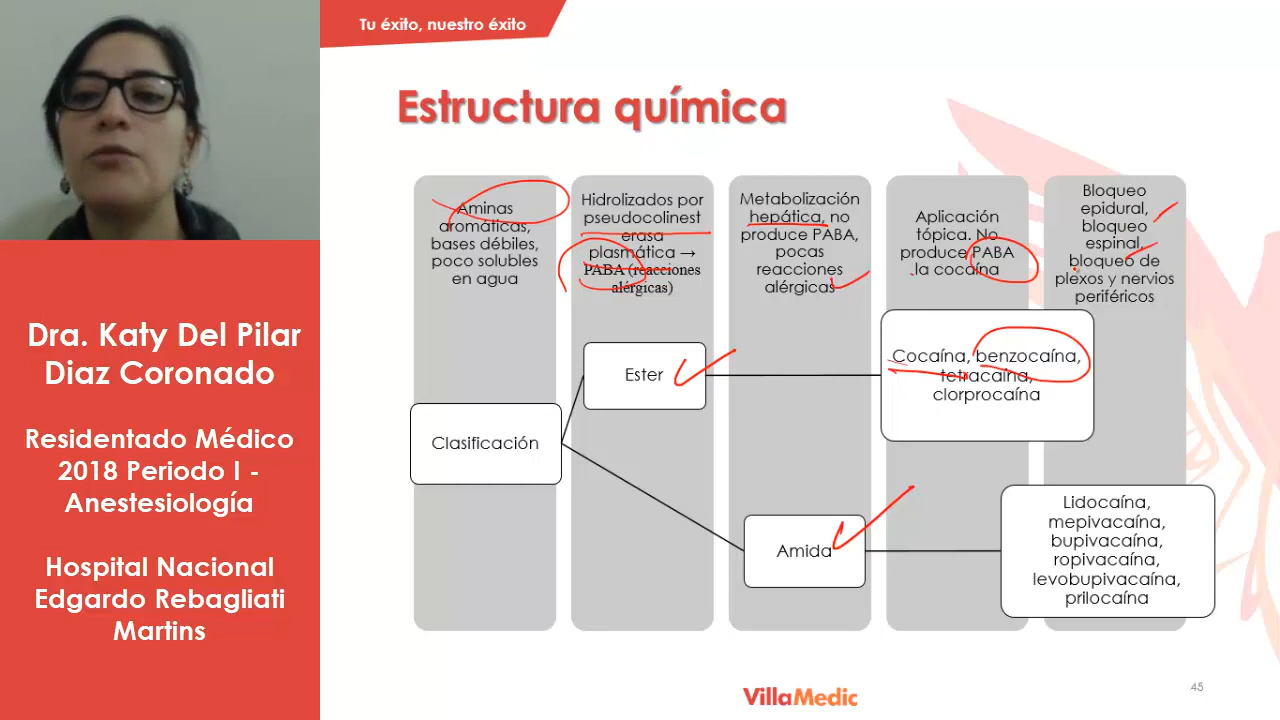 Tu éxito, nuestro éxito
Estructura química
Dra. Katy Del Pilar
Diaz Coronado
Residentado Médico
2018 Periodo I -
Anestesiología
Hospital Nacional
Edgardo Rebagliati
Martins
Aminas
aromáticas,
bases débiles,
poco solubles
en agua
Hidrolizados por
pseudocolinest
erasa
plasmática →
PABA (reacciones
alérgicas)
Metabolización
hepática, no
produce PABA,
pocas
reacciones
alérgicas
Aplicación
tópica. No
produce PABA
la cocaína
Bloqueo
epidural,
bloqueo
espinal,
bloqueo de
plexos y nervios
periféricos
Clasificación
Ester
Cocaína, benzocaína,
tetracaína,
clorprocaína
Amida
Lidocaína,
mepivacaína,
bupivacaína,
ropivacaína,
levobupivacaína,
prilocaína
VillaMedic
45